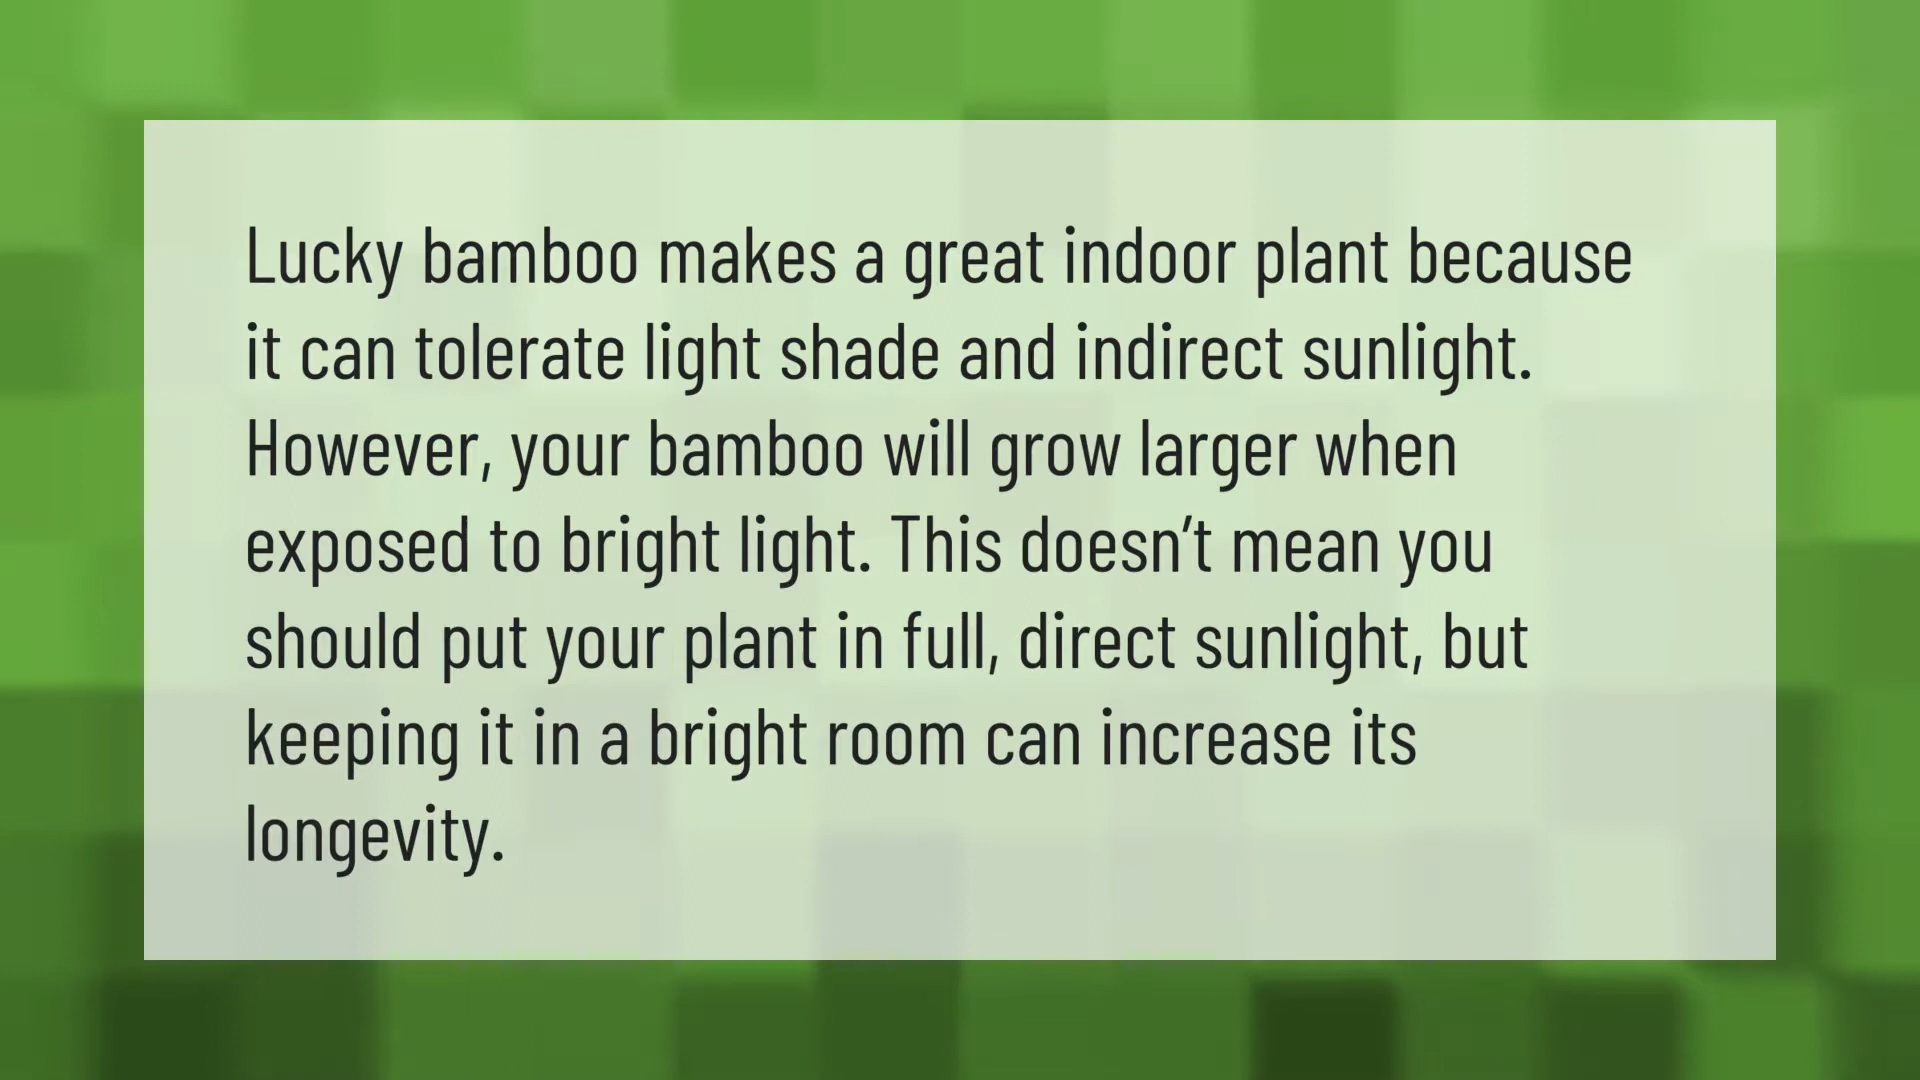 Lucky bamboo makes a great indoor plant because
it can tolerate light shade and indirect sunlight.
However, your bamboo will grow larger when
exposed to bright light. This doesn’t mean you
should put your plant in full, direct sunlight, but
keeping it in a bright room can increase its
longevity.